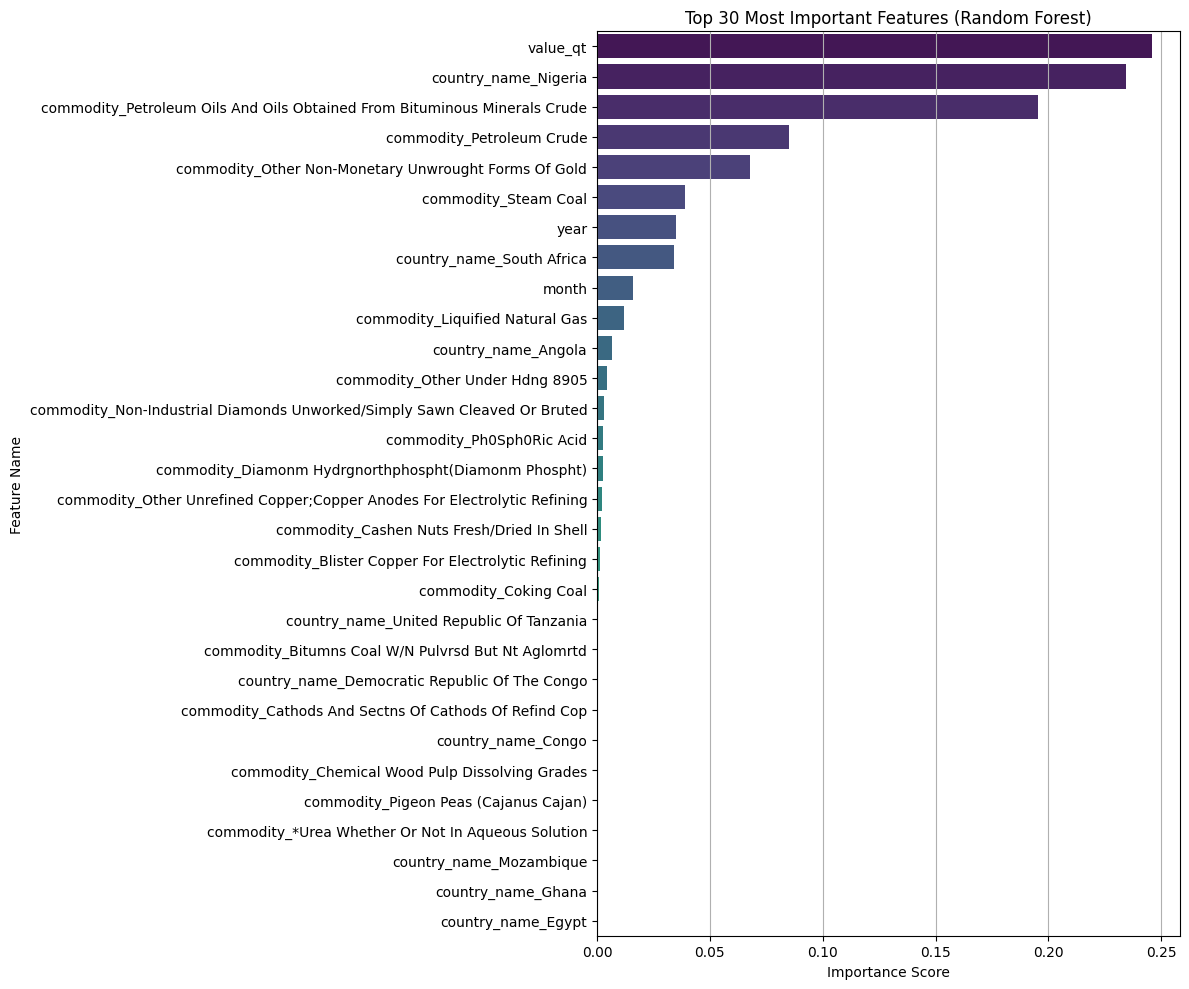 Top 30 Most Important Features (Random Forest)
Feature Name
value_qt
country_name_Nigeria
commodity_Petroleum Oils And Oils Obtained From Bituminous Minerals Crude
commodity_Petroleum Crude
commodity_Other Non-Monetary Unwrought Forms Of Gold
commodity_Steam Coal
year
country_name_South Africa
month
commodity_Liquified Natural Gas
country_name_Angola
commodity_Other Under Hdng 8905
commodity_Non-Industrial Diamonds Unworked/Simply Sawn Cleaved Or Bruted
commodity_Ph0Sph0Ric Acid
commodity_Diamonm Hydrgnorthphospht(Diamonm Phospht)
commodity_Other Unrefined Copper;Copper Anodes For Electrolytic Refining
commodity_Cashen Nuts Fresh/Dried In Shell
commodity_Blister Copper For Electrolytic Refining
commodity_Coking Coal
country_name_United Republic Of Tanzania
commodity_Bitumns Coal W/N Pulvrsd But Nt Aglomrtd
country_name_Democratic Republic Of The Congo
commodity_Cathods And Sectns Of Cathods Of Refind Cop
country_name_Congo
commodity_Chemical Wood Pulp Dissolving Grades
commodity_Pigeon Peas (Cajanus Cajan)
commodity_*Urea Whether Or Not In Aqueous Solution
country_name_Mozambique
country_name_Ghana
country_name_Egypt
0.00 0.05 0.10 0.15 0.20 0.25
Importance Score